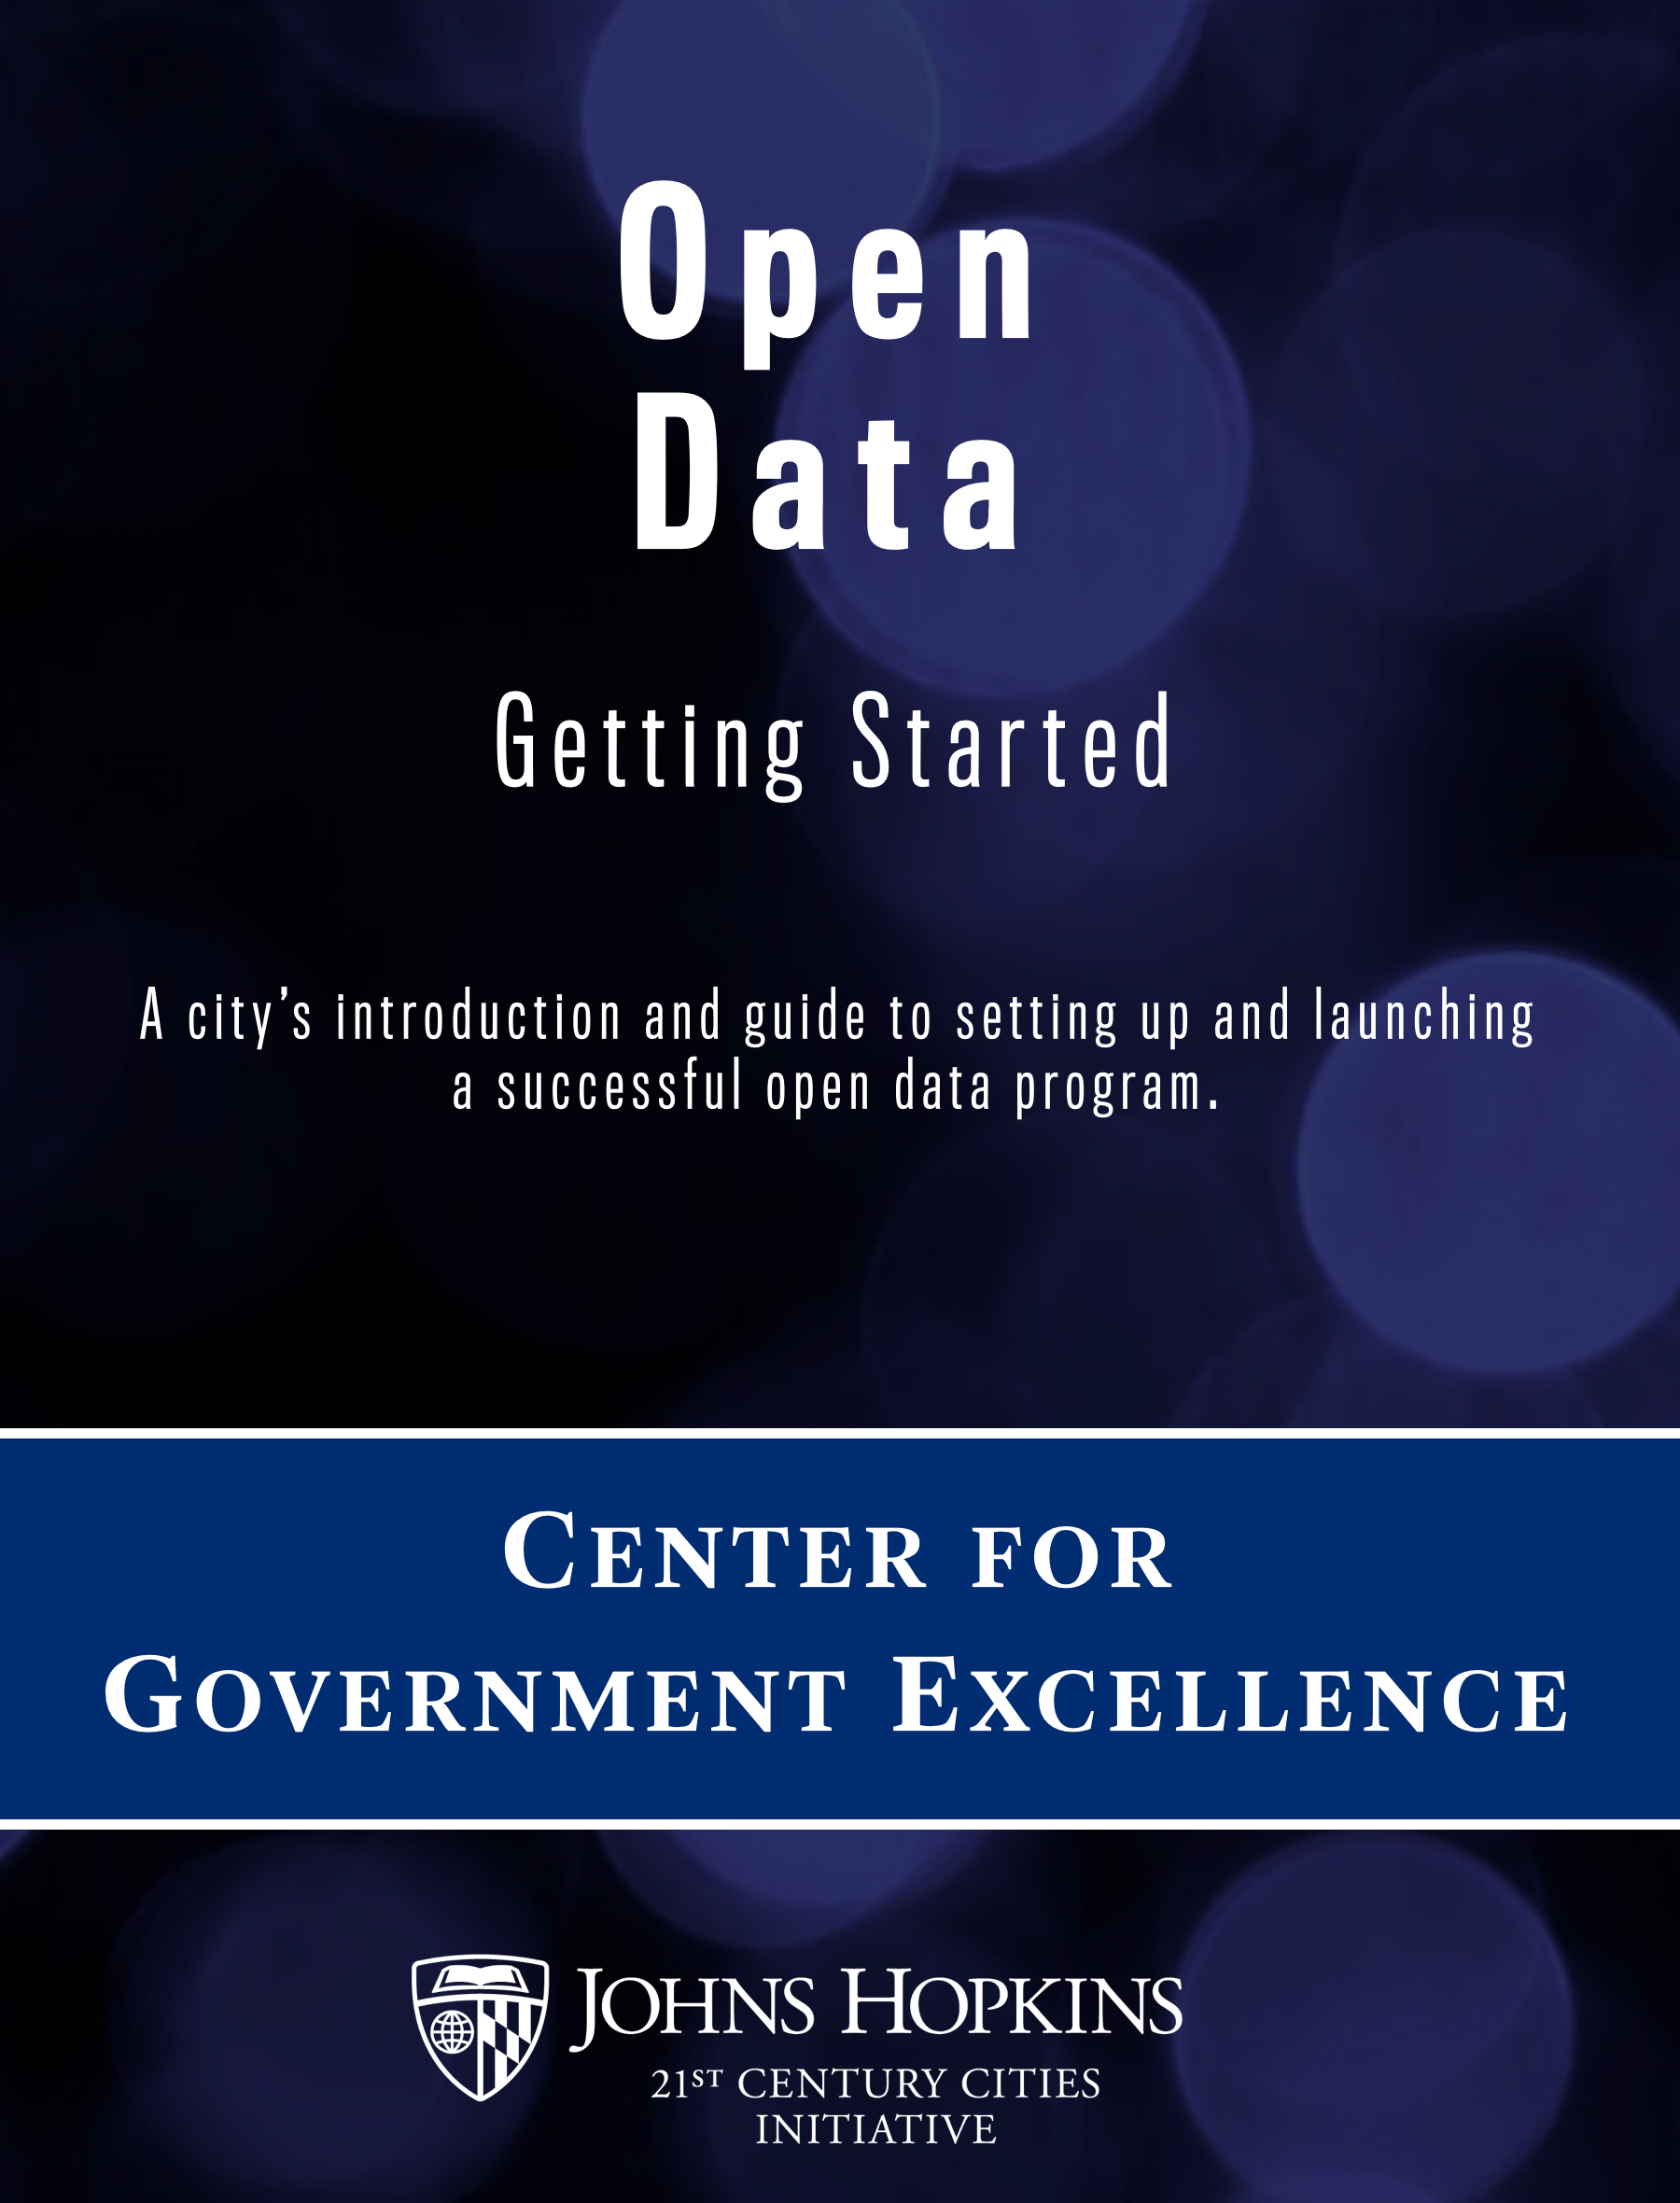 Open
Data
Getting Started
A city’s introduction and guide to setting up and launching
a successful open data program.
Center for
Government Excellence
Johns Hopkins
21st Century Cities
Initiative